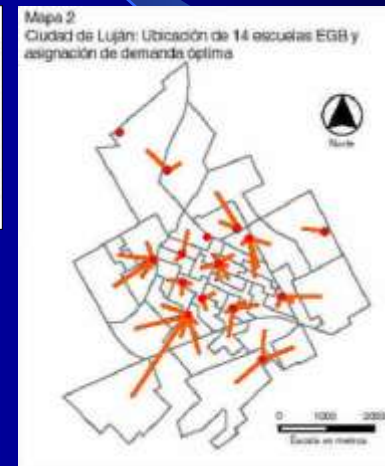 Mapa 2
Ciudad de Luján: Ubicación de 14 escuelas EGB y
asignación de demanda óptima
Norte
0 1000 2000
Escala en metros